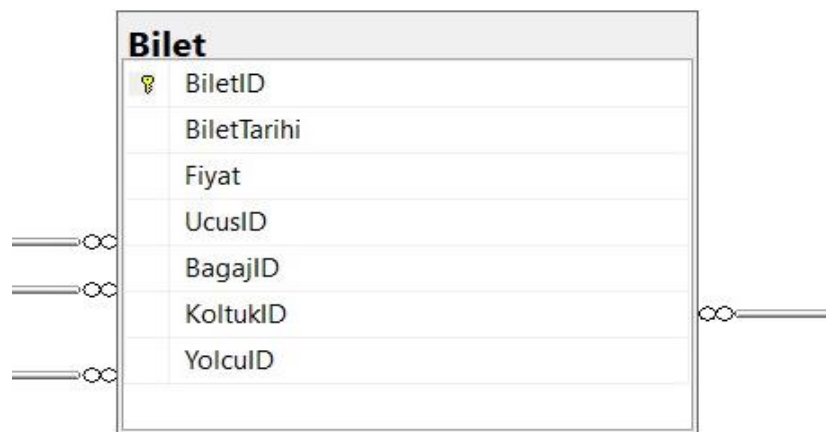 Bilet
BiletID
BiletTarihi
Fiyat
UcusID
BagajID
KoltukID
YolcuID